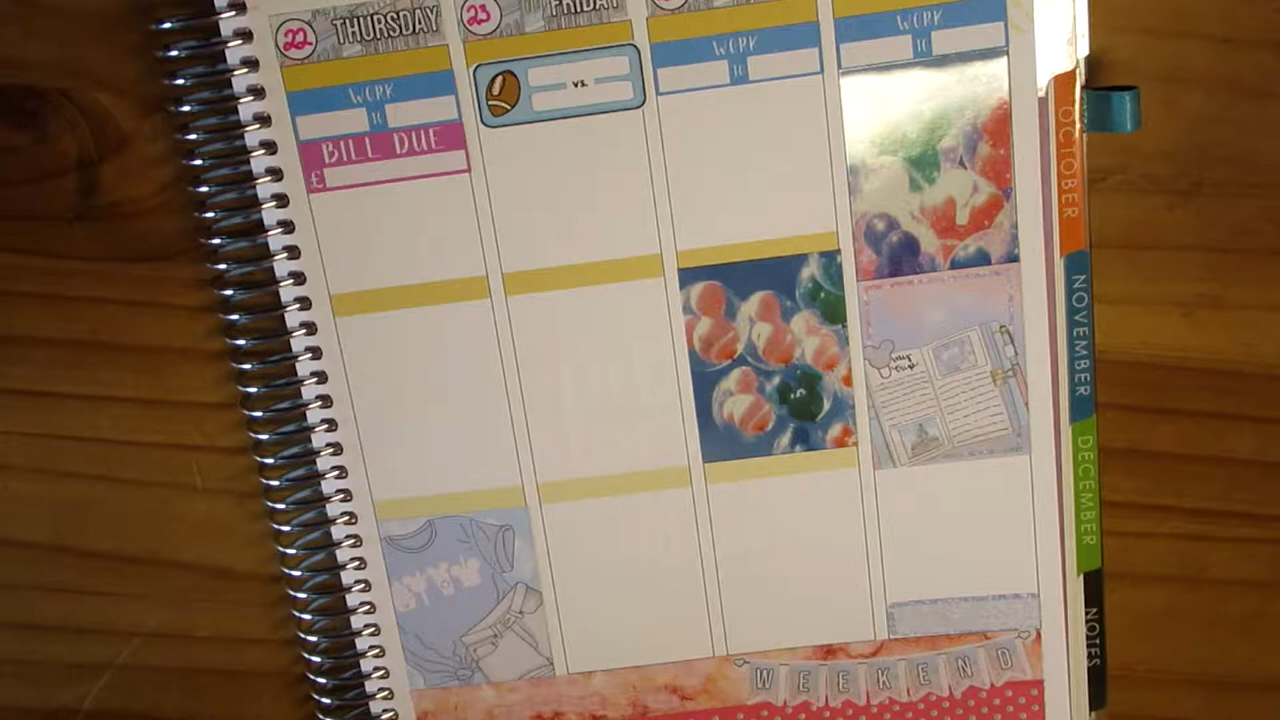 22 THURSDAY
23 FRIDAY
WORK
TO
BILL DUE
£
VS.
WORK
TO
WORK
TO
WEEKEND
OCTOBER
NOVEMBER
DECEMBER
NOTES